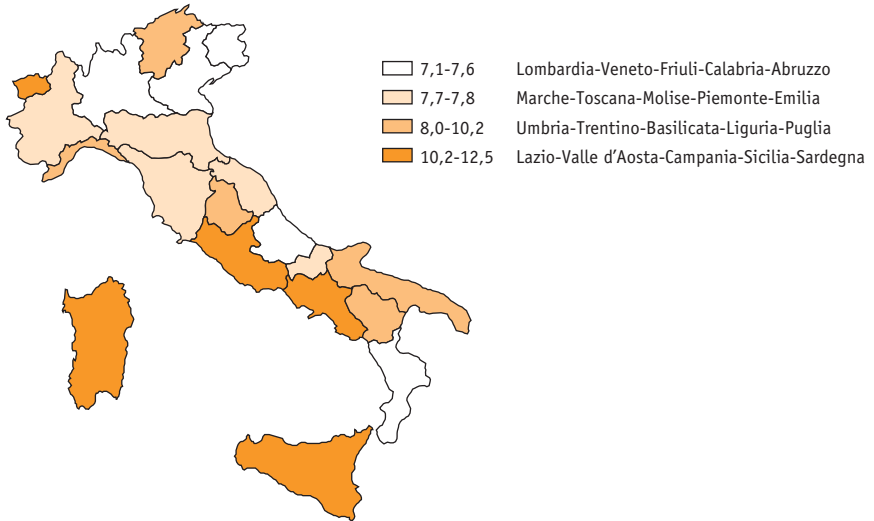 7,1-7,6 Lombardia-Veneto-Friuli-Calabria-Abruzzo
7,7-7,8 Marche-Toscana-Molise-Piemonte-Emilia
8,0-10,2 Umbria-Trentino-Basilicata-Liguria-Puglia
10,2-12,5 Lazio-Valle d'Aosta-Campania-Sicilia-Sardegna